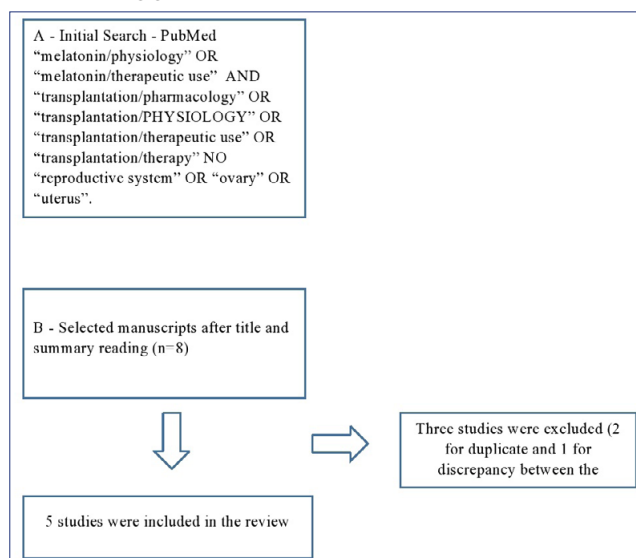 A - Initial Search - PubMed
“melatonin/physiology” OR
“melatonin/therapeutic use”  AND
“transplantation/pharmacology” OR
“transplantation/PHYSIOLOGY” OR
“transplantation/therapeutic use” OR
“transplantation/therapy” NO
“reproductive system” OR “ovary” OR
“uterus”.
B - Selected manuscripts after title and
summary reading (n=8)
Three studies were excluded (2
for duplicate and 1 for
discrepancy between the
5 studies were included in the review